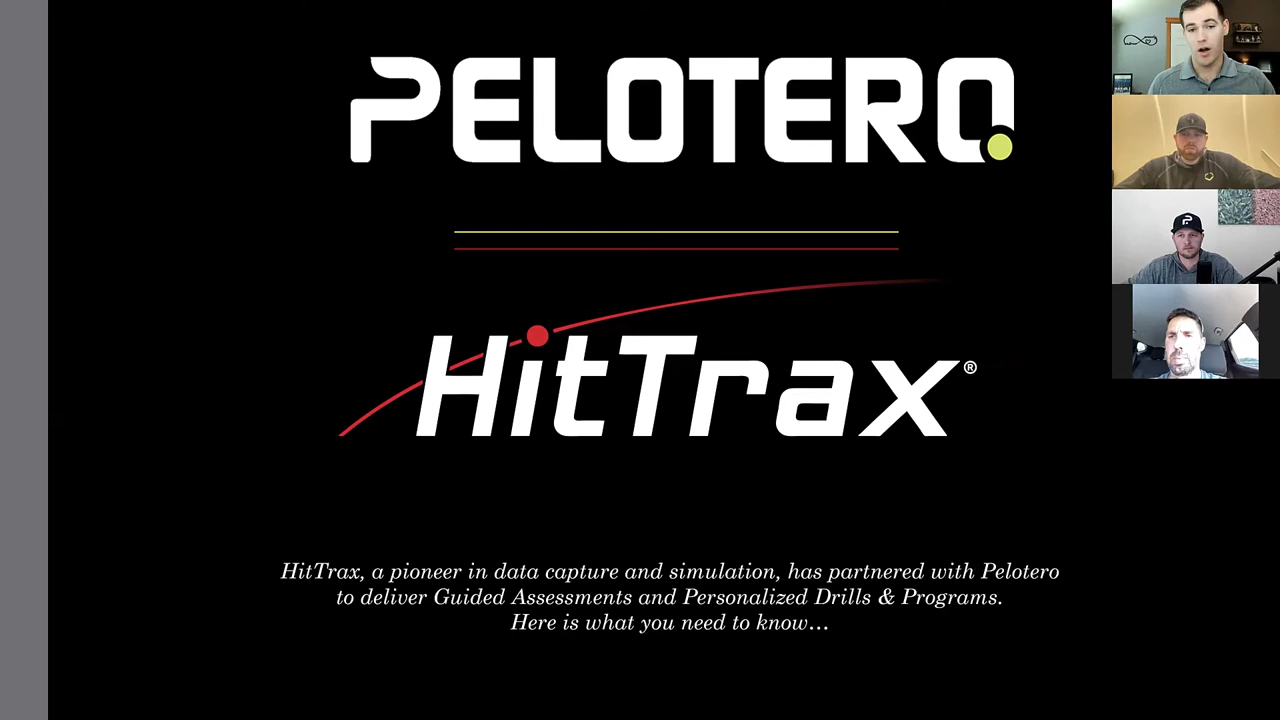 PELOTERO
HitTrax®
HitTrax, a pioneer in data capture and simulation, has partnered with Pelotero
to deliver Guided Assessments and Personalized Drills & Programs.
Here is what you need to know…